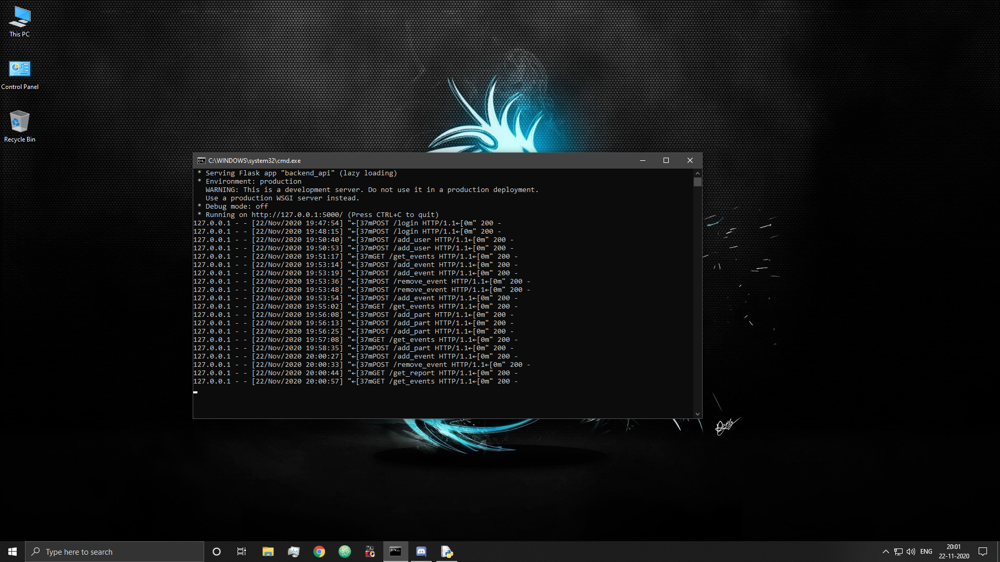 This PC
Control Panel
Recycle Bin
C:\WINDOWS\system32\cmd.exe
* Serving Flask app "backend_api" (lazy loading)
* Environment: production
WARNING: This is a development server. Do not use it in a production deployment.
Use a production WSGI server instead.
* Debug mode: off
* Running on http://127.0.0.1:5000/ (Press CTRL+C to quit)
127.0.0.1 - - [22/Nov/2020 19:47:54] "←[37mPOST /login HTTP/1.1←[0m" 200 -
127.0.0.1 - - [22/Nov/2020 19:48:15] "←[37mPOST /login HTTP/1.1←[0m" 200 -
127.0.0.1 - - [22/Nov/2020 19:50:40] "←[37mPOST /add_user HTTP/1.1←[0m" 200 -
127.0.0.1 - - [22/Nov/2020 19:50:53] "←[37mPOST /add_user HTTP/1.1←[0m" 200 -
127.0.0.1 - - [22/Nov/2020 19:51:17] "←[37mGET /get_events HTTP/1.1←[0m" 200 -
127.0.0.1 - - [22/Nov/2020 19:53:14] "←[37mPOST /add_event HTTP/1.1←[0m" 200 -
127.0.0.1 - - [22/Nov/2020 19:53:19] "←[37mPOST /add_event HTTP/1.1←[0m" 200 -
127.0.0.1 - - [22/Nov/2020 19:53:36] "←[37mPOST /remove_event HTTP/1.1←[0m" 200 -
127.0.0.1 - - [22/Nov/2020 19:53:48] "←[37mPOST /remove_event HTTP/1.1←[0m" 200 -
127.0.0.1 - - [22/Nov/2020 19:53:54] "←[37mPOST /add_event HTTP/1.1←[0m" 200 -
127.0.0.1 - - [22/Nov/2020 19:55:02] "←[37mGET /get_events HTTP/1.1←[0m" 200 -
127.0.0.1 - - [22/Nov/2020 19:56:08] "←[37mPOST /add_part HTTP/1.1←[0m" 200 -
127.0.0.1 - - [22/Nov/2020 19:56:13] "←[37mPOST /add_part HTTP/1.1←[0m" 200 -
127.0.0.1 - - [22/Nov/2020 19:56:25] "←[37mPOST /add_part HTTP/1.1←[0m" 200 -
127.0.0.1 - - [22/Nov/2020 19:57:08] "←[37mGET /get_events HTTP/1.1←[0m" 200 -
127.0.0.1 - - [22/Nov/2020 19:58:35] "←[37mPOST /add_part HTTP/1.1←[0m" 200 -
127.0.0.1 - - [22/Nov/2020 20:00:27] "←[37mPOST /add_event HTTP/1.1←[0m" 200 -
127.0.0.1 - - [22/Nov/2020 20:00:33] "←[37mPOST /remove_event HTTP/1.1←[0m" 200 -
127.0.0.1 - - [22/Nov/2020 20:00:44] "←[37mGET /get_report HTTP/1.1←[0m" 200 -
127.0.0.1 - - [22/Nov/2020 20:00:57] "←[37mGET /get_events HTTP/1.1←[0m" 200 -
Type here to search
ENG
20:01
22-11-2020